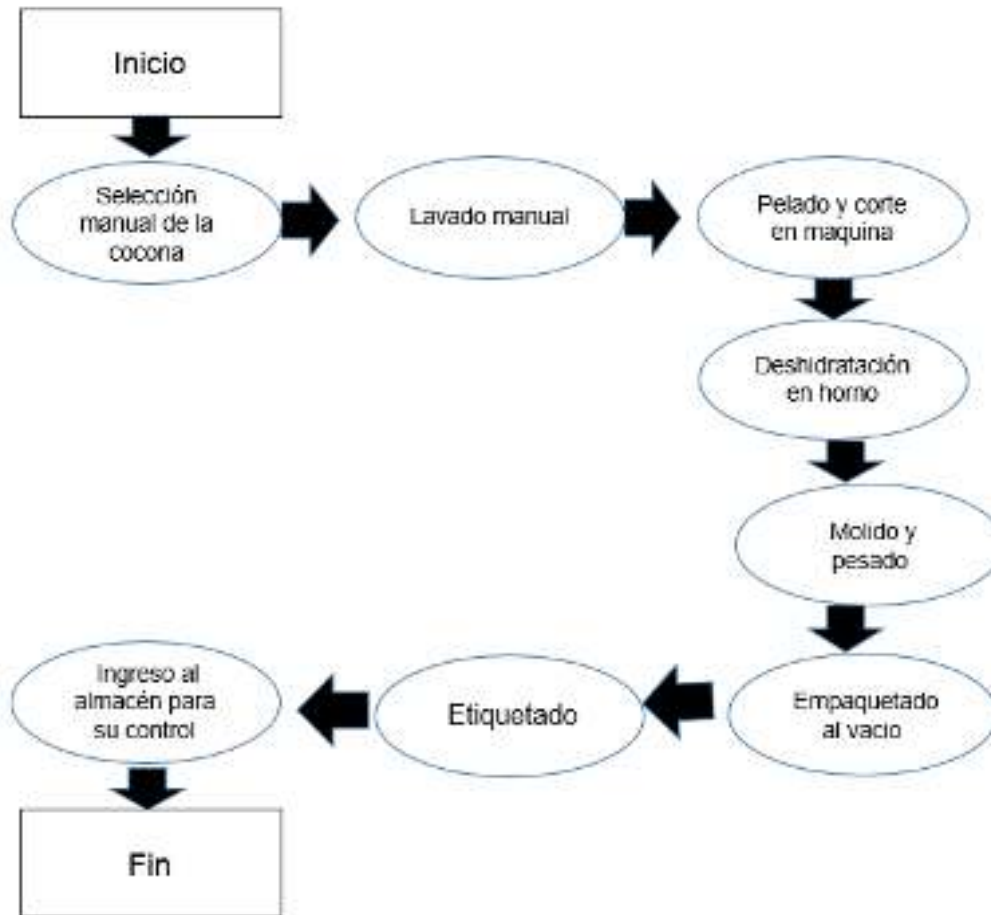 Inicio
Selección
manual de la
cocona
Lavado manual
Pelado y corte
en maquina
Deshidratación
en horno
Molido y
pesado
Empaquetado
al vacio
Etiquetado
Ingreso al
almacén para
su control
Fin